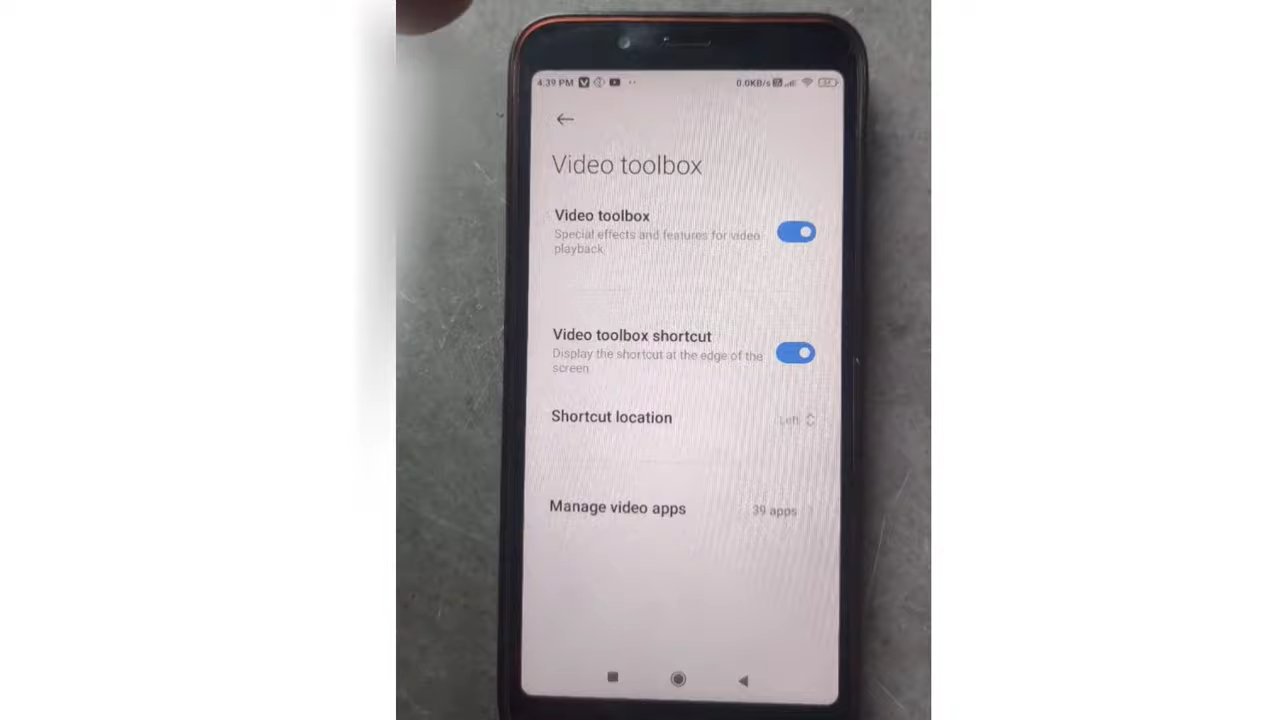 4:39 PM
0.0KB/s
Video toolbox
Video toolbox
Special effects and features for video
playback
Video toolbox shortcut
Display the shortcut at the edge of the
screen
Shortcut location
Left
Manage video apps
39 apps